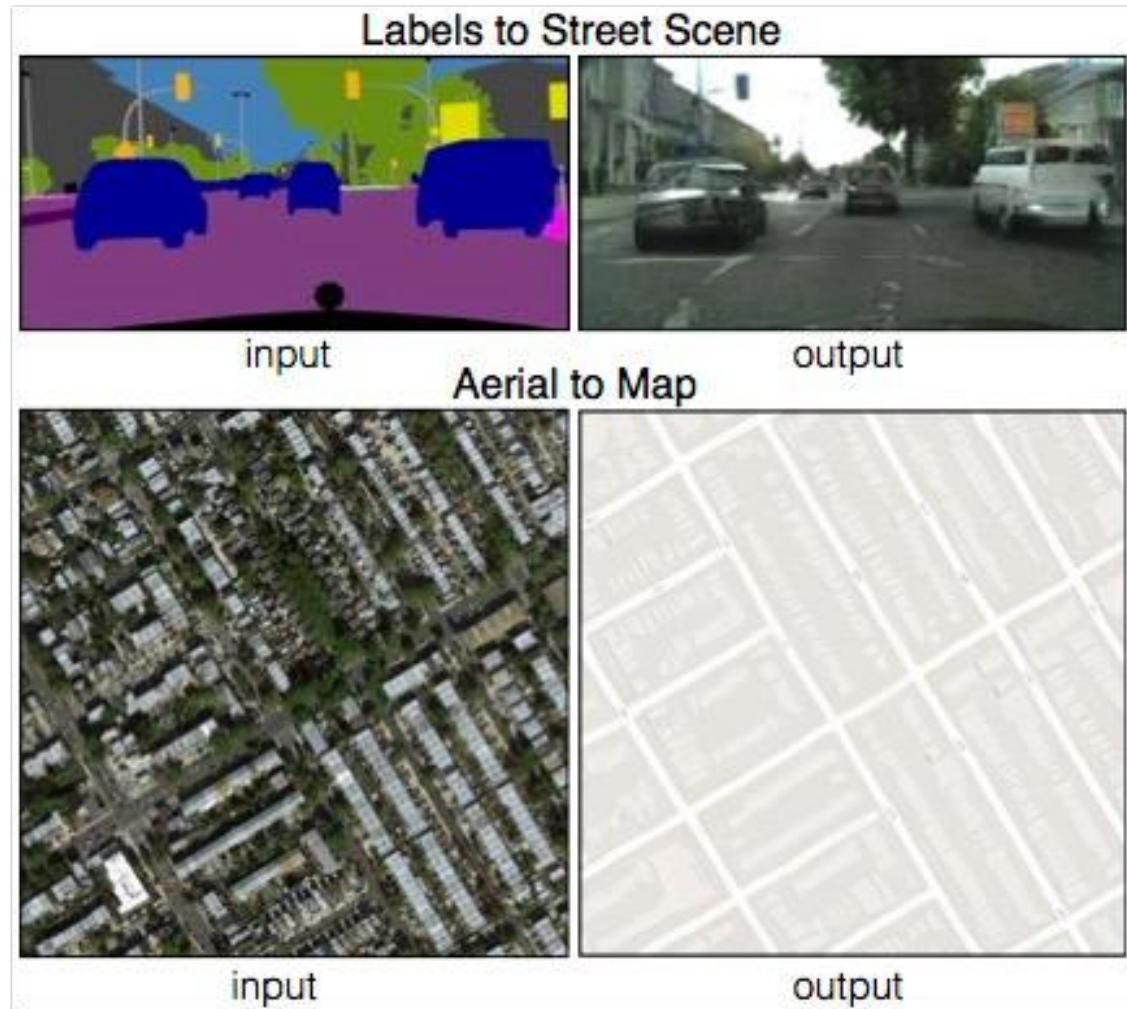 Labels to Street Scene
input
output
Aerial to Map
input
output